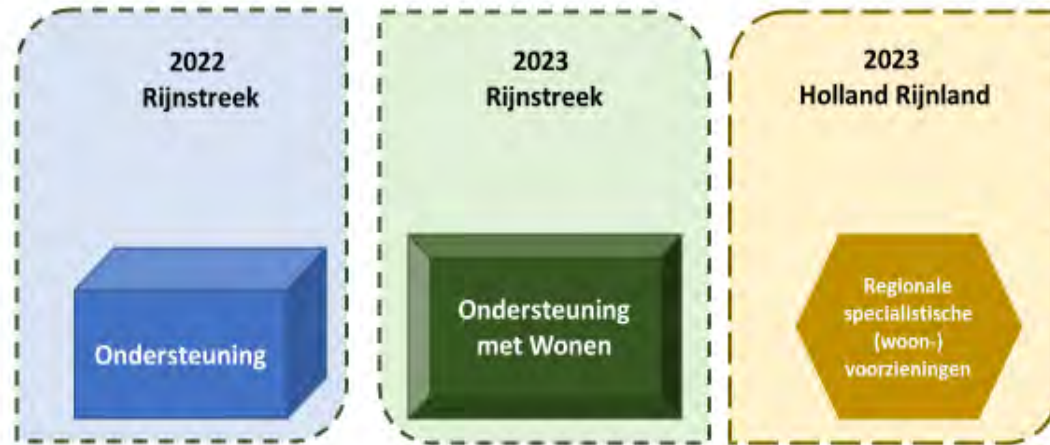 2022
Rijnstreek
Ondersteuning
2023
Rijnstreek
Ondersteuning
met Wonen
2023
Holland Rijnland
Regionale
specialistische
(woon-)
voorzieningen